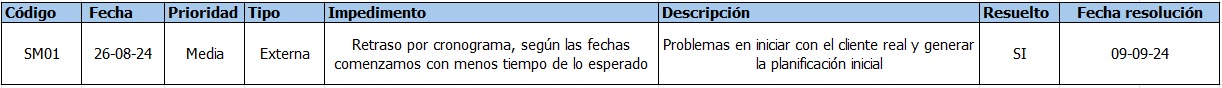 Código Fecha Prioridad Tipo Impedimento Descripción Resuelto Fecha resolución
SM01 26-08-24 Media Externa Retraso por cronograma, según las fechas comenzamos con menos tiempo de lo esperado Problemas en iniciar con el cliente real y generar la planificación inicial SI 09-09-24